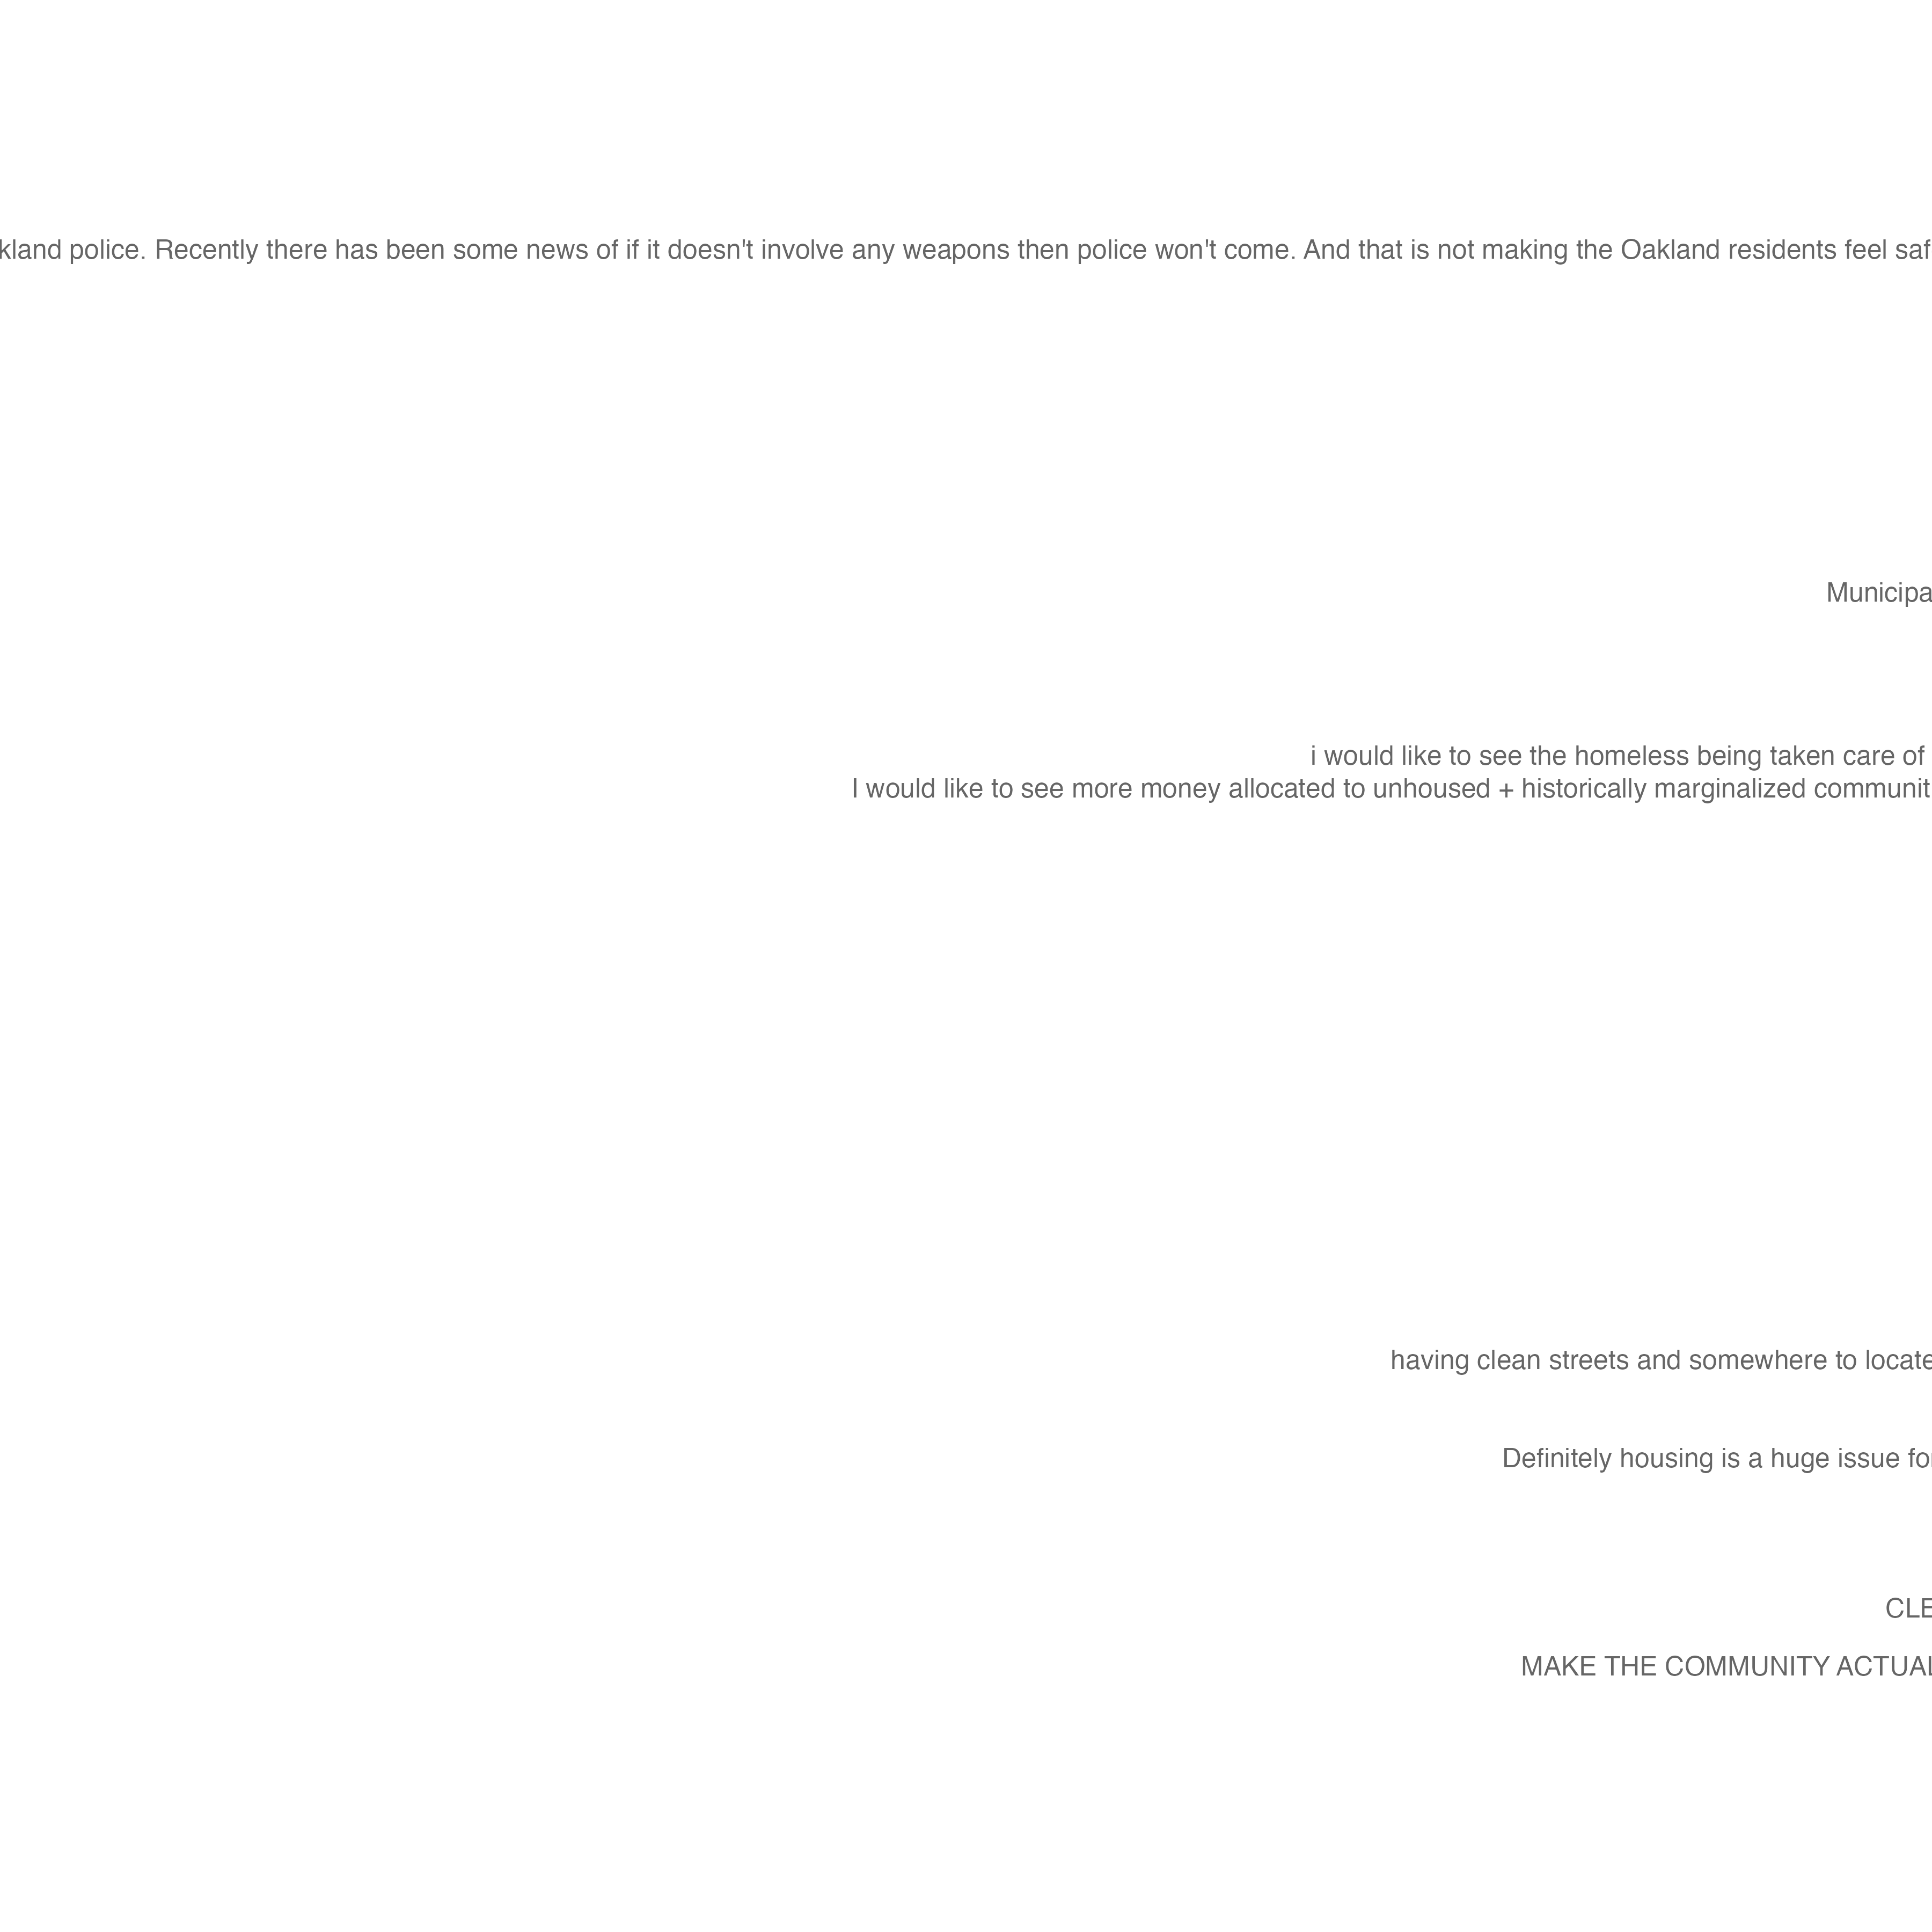 kland police. Recently there has been some news of if it doesn't involve any weapons then police won't come. And that is not making the Oakland residents feel saf
Municipa
i would like to see the homeless being taken care of
I would like to see more money allocated to unhoused + historically marginalized communit
having clean streets and somewhere to locate
Definitely housing is a huge issue for
CLE
MAKE THE COMMUNITY ACTUAL